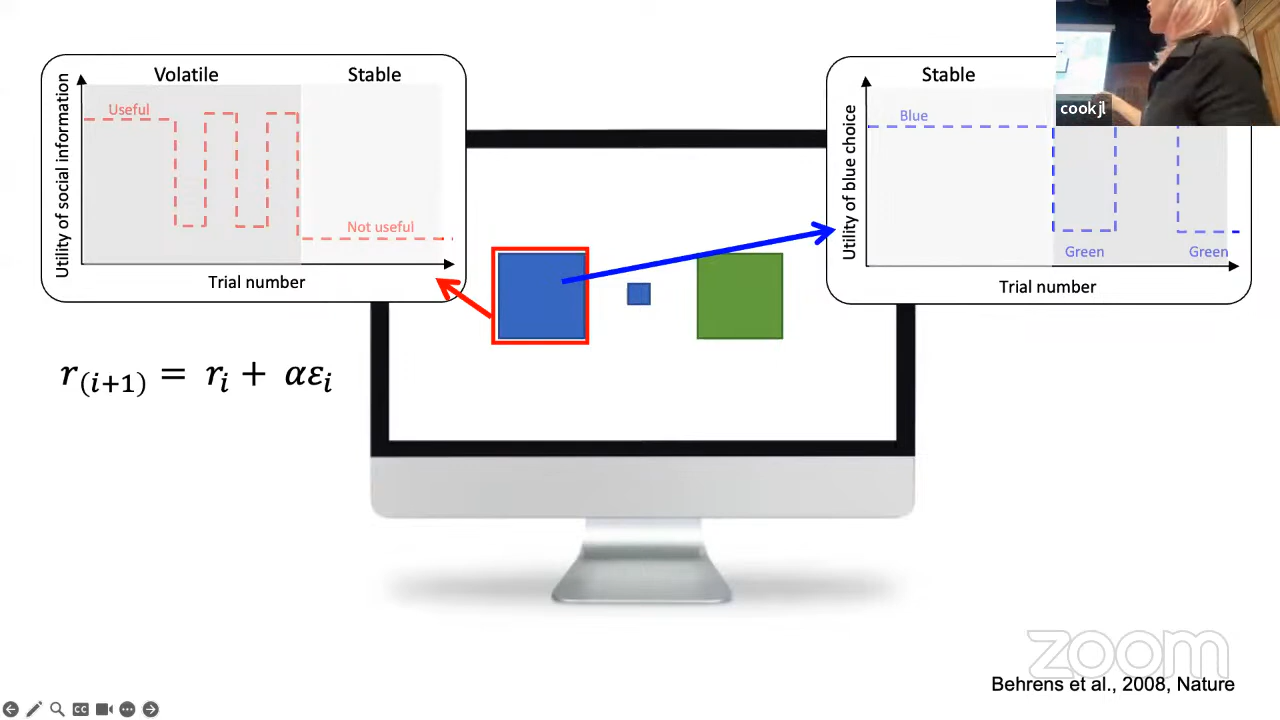 Volatile
Stable
Useful
Not useful
Utility of social information
Trial number
Stable
Blue
Green
Green
Utility of blue choice
Trial number
cookjl
r(i+1) = ri + αεi
zoom
Behrens et al., 2008, Nature
CC